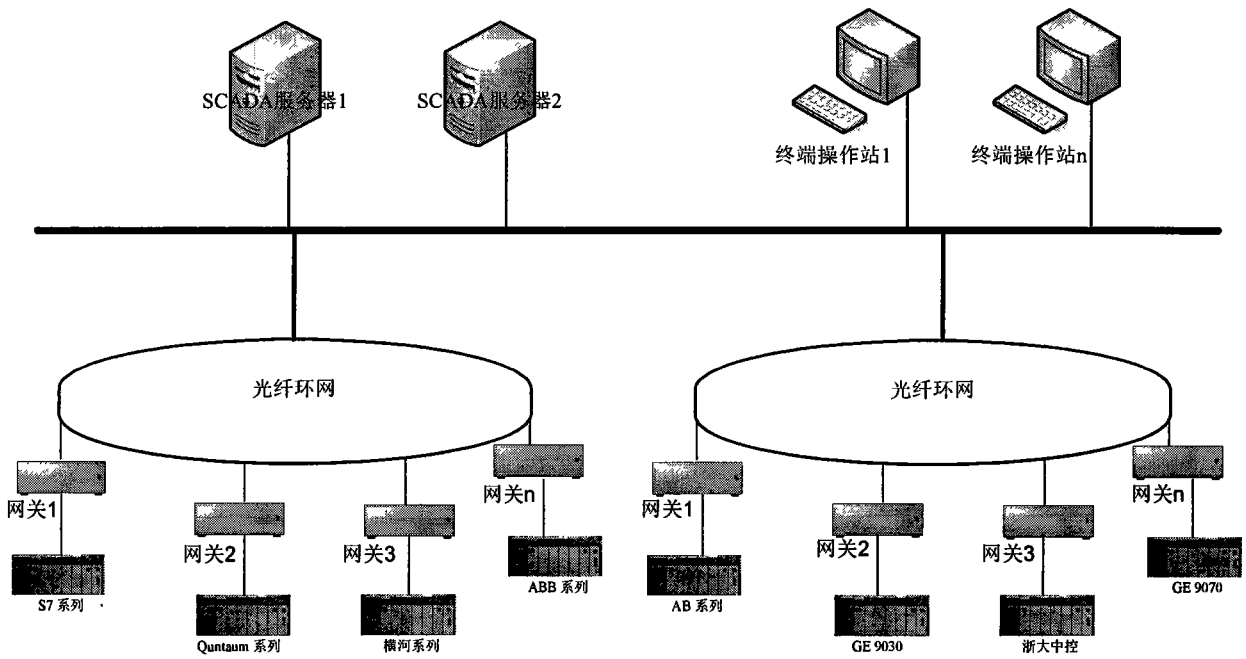 SCADA服务器1
SCADA服务器2
终端操作站1
终端操作站n
光纤环网
光纤环网
网关1
网关2
网关3
网关n
网关1
网关2
网关3
网关n
S7 系列
Quntaum 系列
横河系列
ABB 系列
AB 系列
GE 9030
浙大中控
GE 9070